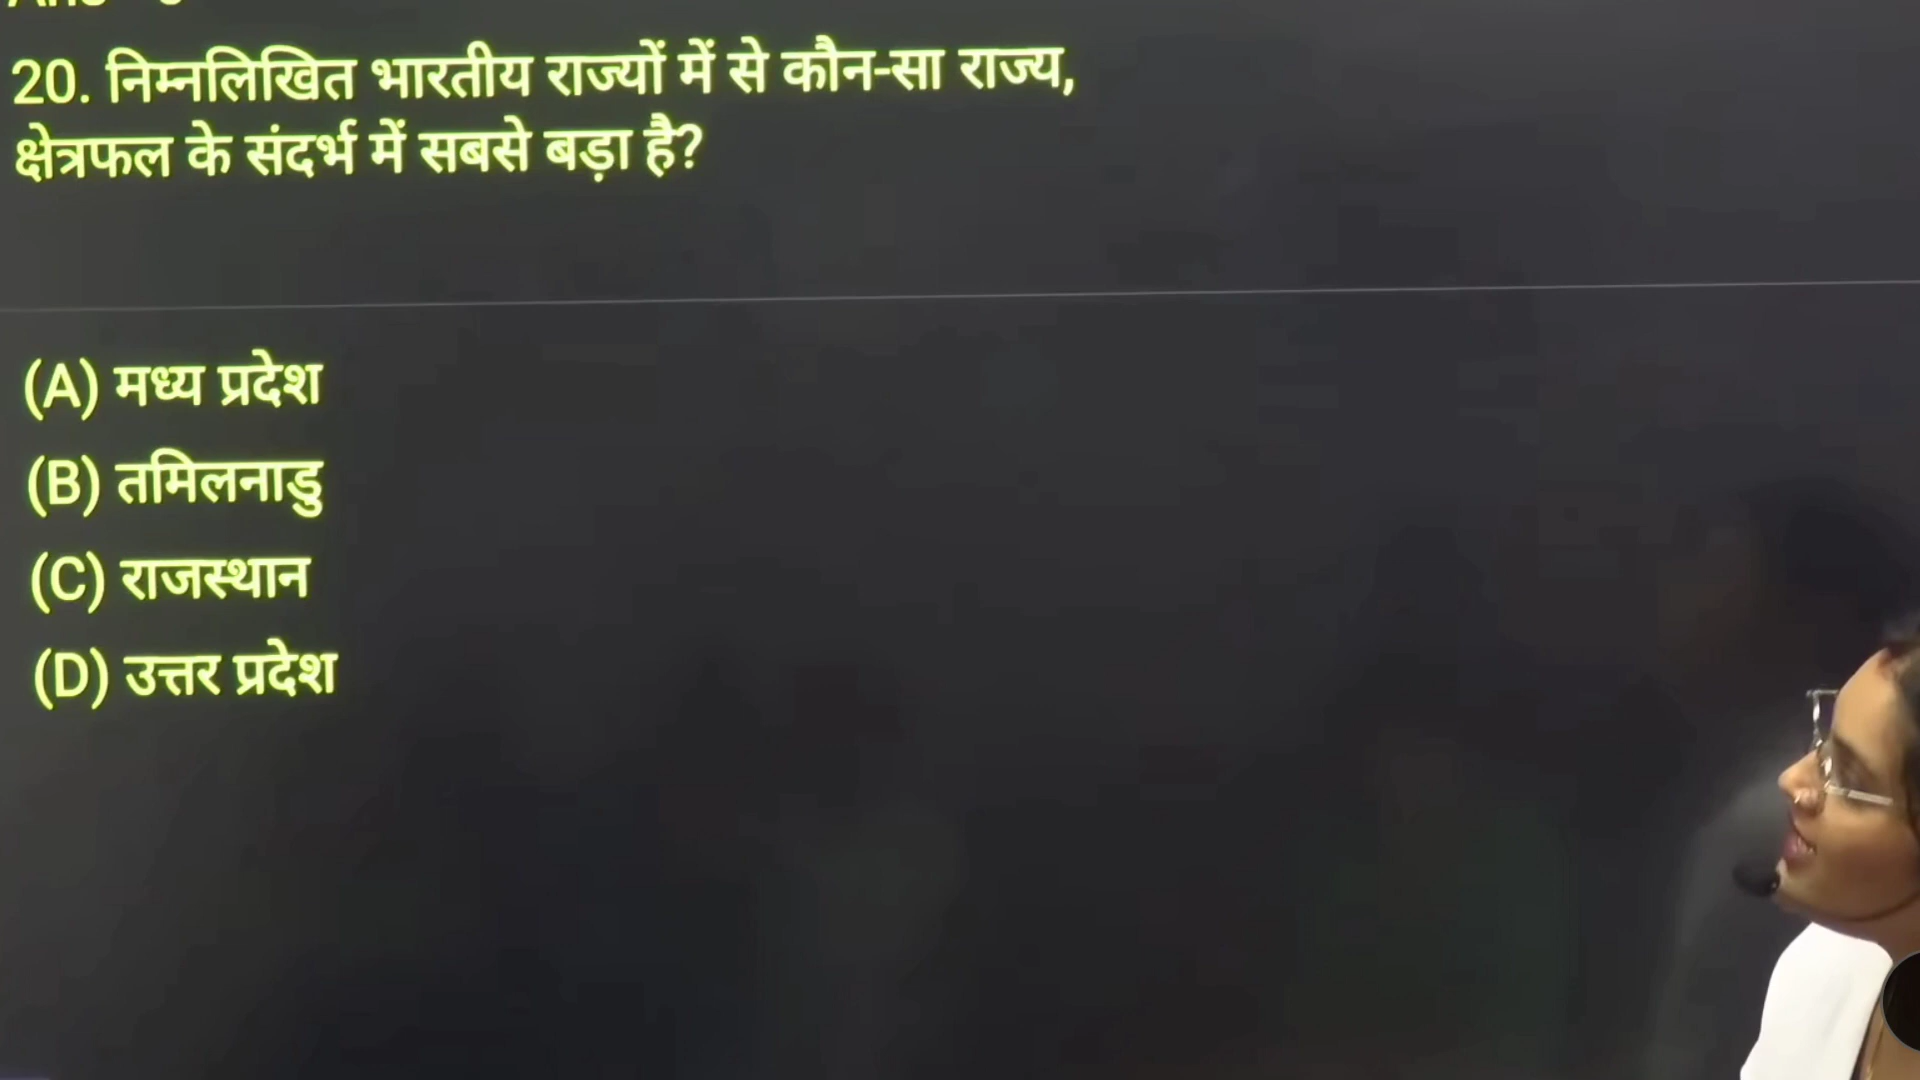 20. निम्नलिखित भारतीय राज्यों में से कौन-सा राज्य,
क्षेत्रफल के संदर्भ में सबसे बड़ा है?
(A) मध्य प्रदेश
(B) तमिलनाडु
(C) राजस्थान
(D) उत्तर प्रदेश